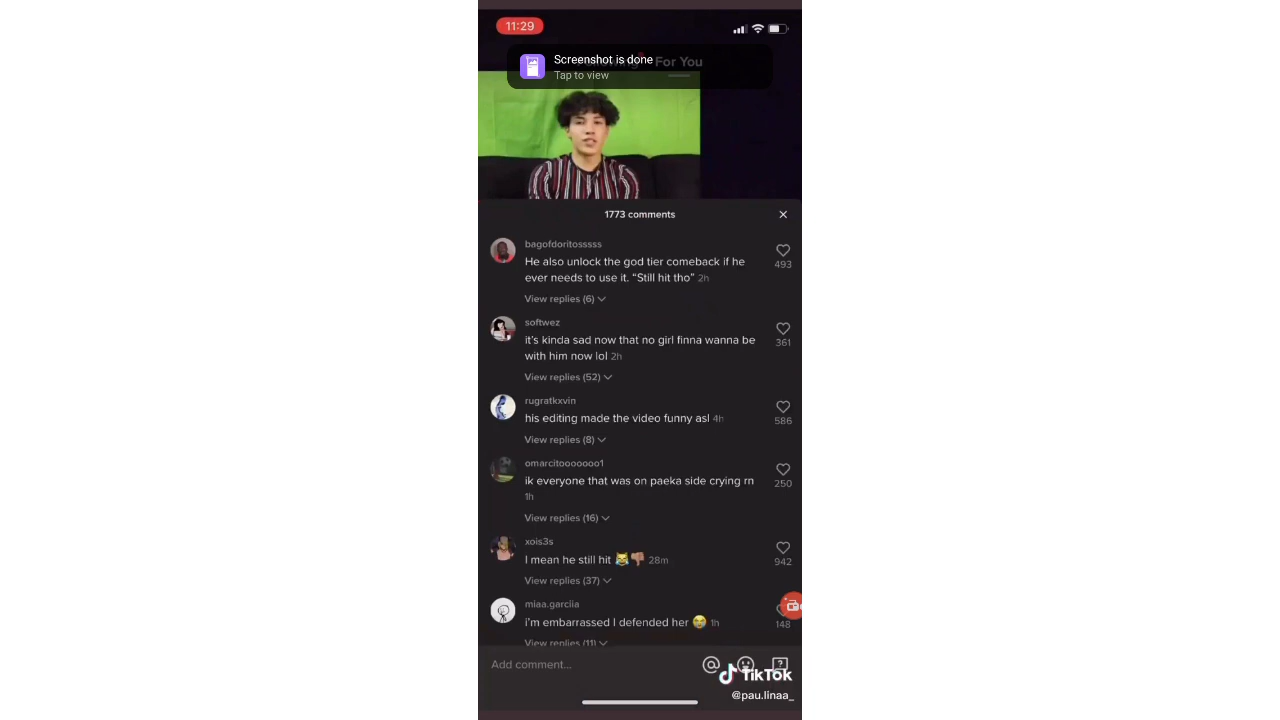 11:29
Screenshot is done
For You
Tap to view
1773 comments
bagofdoritosssss
He also unlock the god tier comeback if he
ever needs to use it. “Still hit tho” 2h
493
View replies (6)
softwez
it’s kinda sad now that no girl finna wanna be
with him now lol 2h
361
View replies (52)
rugratkxvin
his editing made the video funny asl 4h
586
View replies (8)
omarcitooooooo1
ik everyone that was on paeka side crying rn
1h
250
View replies (16)
xois3s
I mean he still hit 😹👎🏽 28m
942
View replies (37)
miaa.garciia
i’m embarrassed I defended her 😭 1h
148
View replies (11)
Add comment...
TikTok
@pau.linaa_